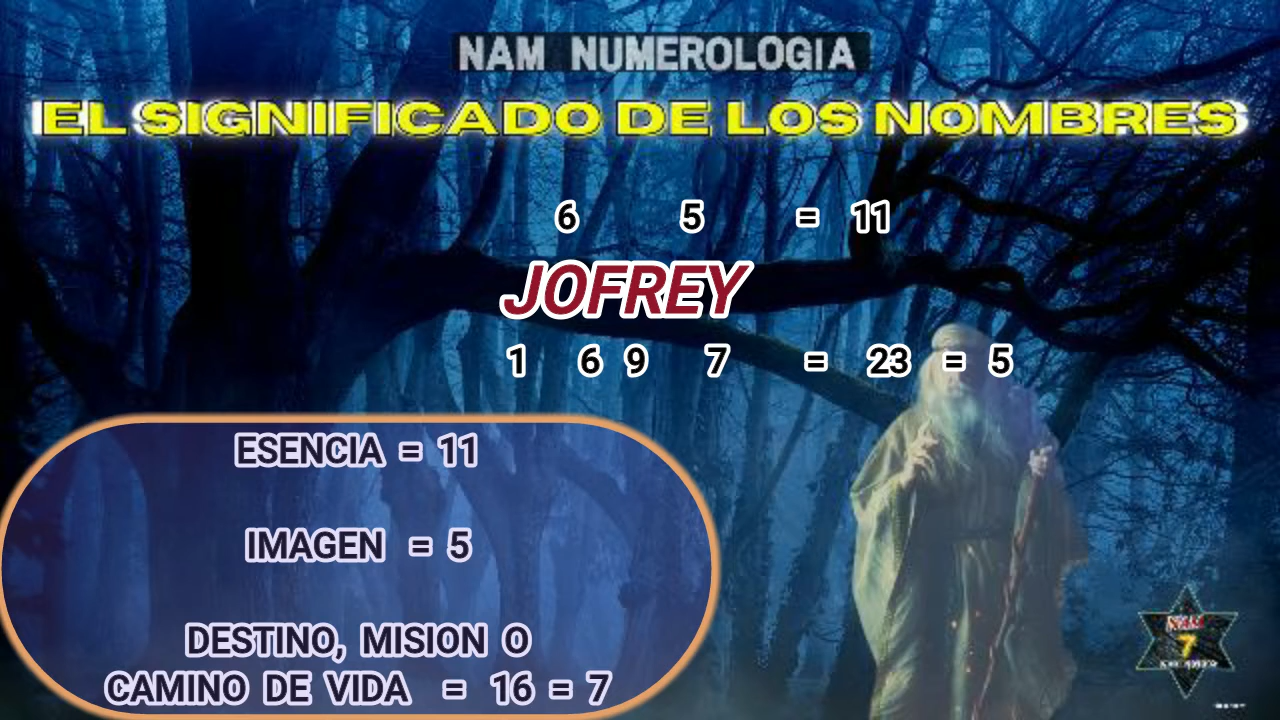 NAM NUMEROLOGIA
EL SIGNIFICADO DE LOS NOMBRES
6 5 = 11
JOFREY
1 6 9 7 = 23 = 5
ESENCIA = 11
IMAGEN = 5
DESTINO, MISION O
CAMINO DE VIDA = 16 = 7
NAM
7